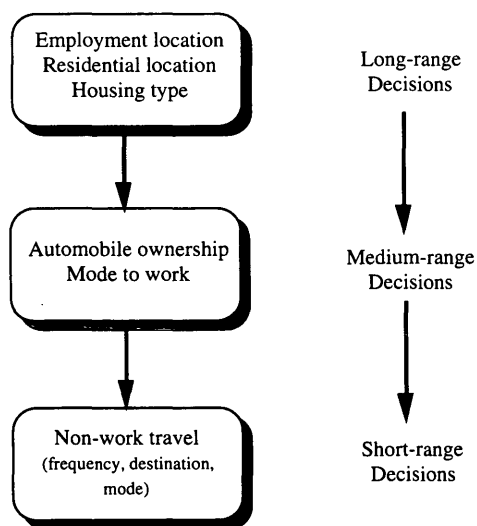 Employment location
Residential location
Housing type
Long-range
Decisions
Automobile ownership
Mode to work
Medium-range
Decisions
Non-work travel
(frequency, destination,
mode)
Short-range
Decisions